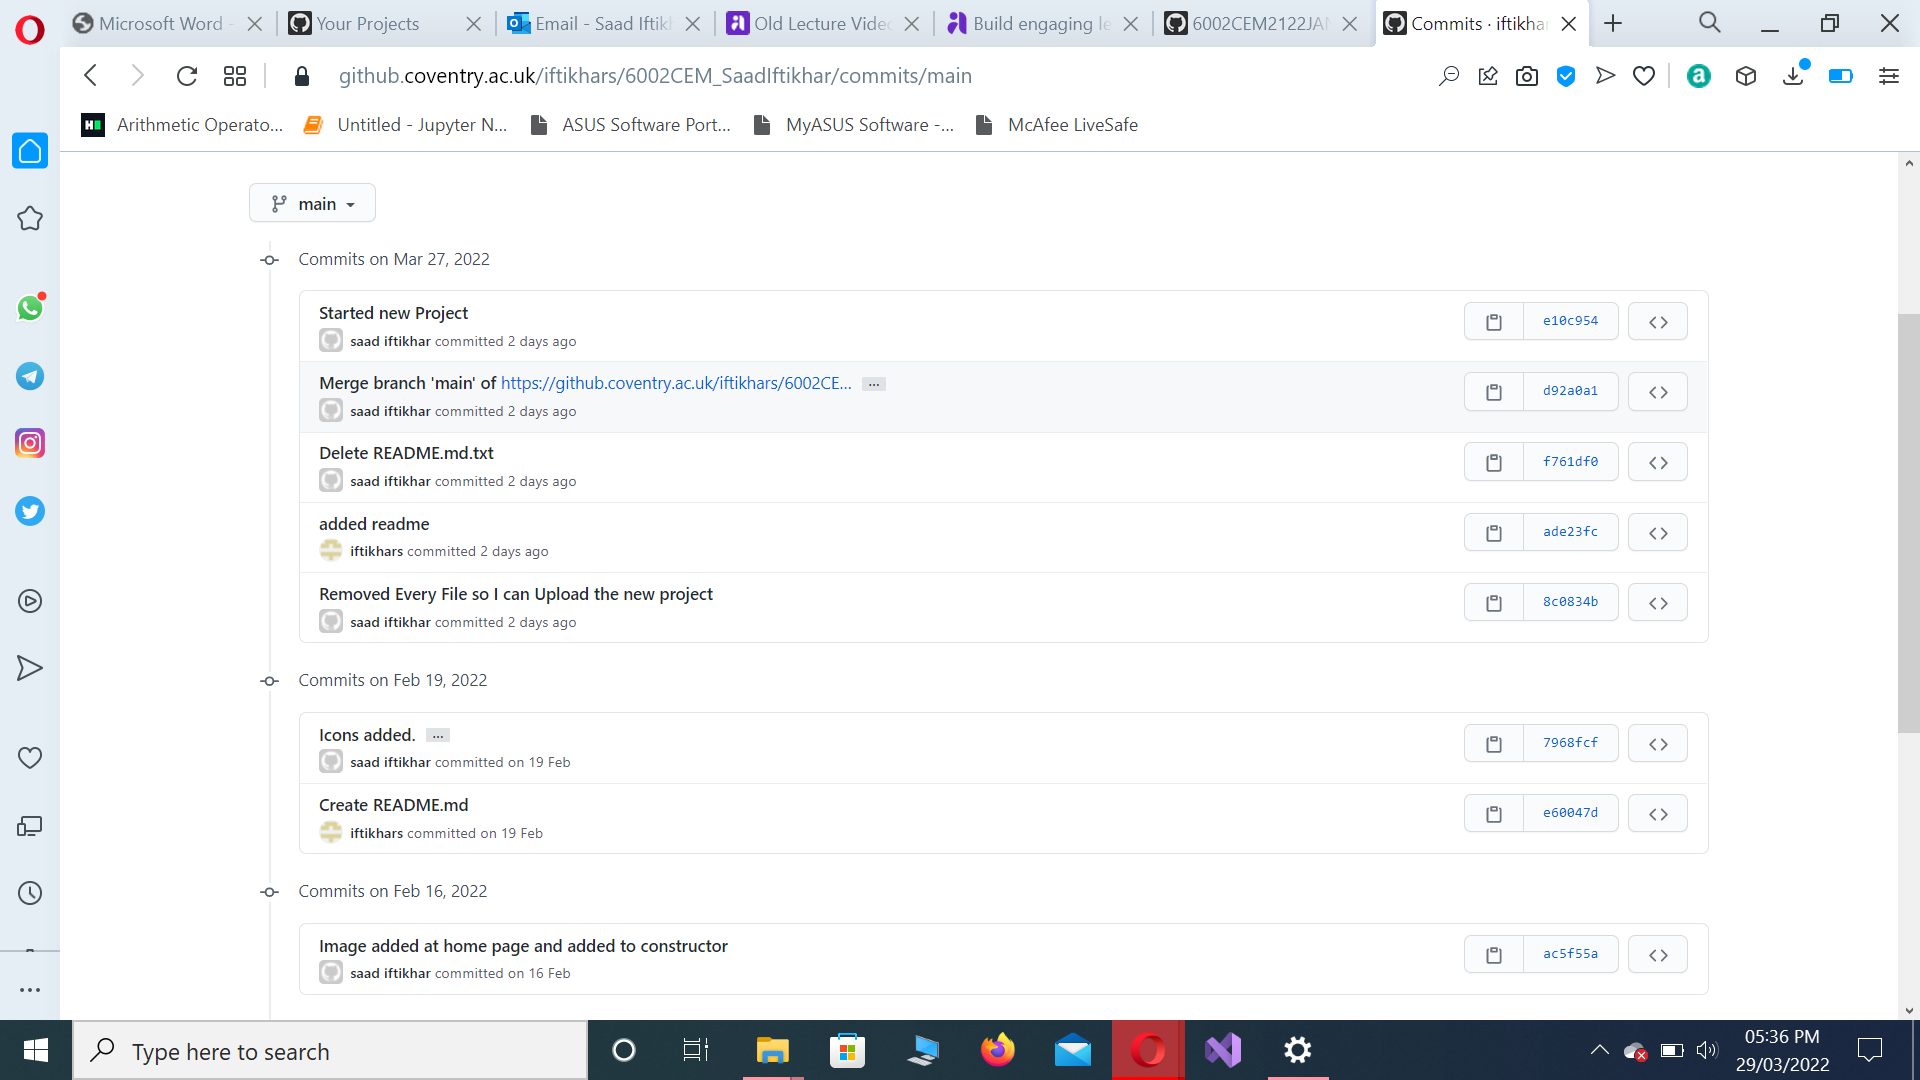 Microsoft Word -
Your Projects
Email - Saad Iftikh
Old Lecture Videc
Build engaging le
6002CEM2122JAN
Commits · iftikhar
github.coventry.ac.uk/iftikhars/6002CEM_SaadIftikhar/commits/main
Arithmetic Operato...
Untitled - Jupyter N...
ASUS Software Port...
MyASUS Software -...
McAfee LiveSafe
main
Commits on Mar 27, 2022
Started new Project
saad iftikhar committed 2 days ago
e10c954
Merge branch 'main' of https://github.coventry.ac.uk/iftikhars/6002CE... ...
saad iftikhar committed 2 days ago
d92a0a1
Delete README.md.txt
saad iftikhar committed 2 days ago
f761df0
added readme
iftikhars committed 2 days ago
ade23fc
Removed Every File so I can Upload the new project
saad iftikhar committed 2 days ago
8c0834b
Commits on Feb 19, 2022
Icons added. ...
saad iftikhar committed on 19 Feb
7968fcf
Create README.md
iftikhars committed on 19 Feb
e60047d
Commits on Feb 16, 2022
Image added at home page and added to constructor
saad iftikhar committed on 16 Feb
ac5f55a
Type here to search
05:36 PM
29/03/2022